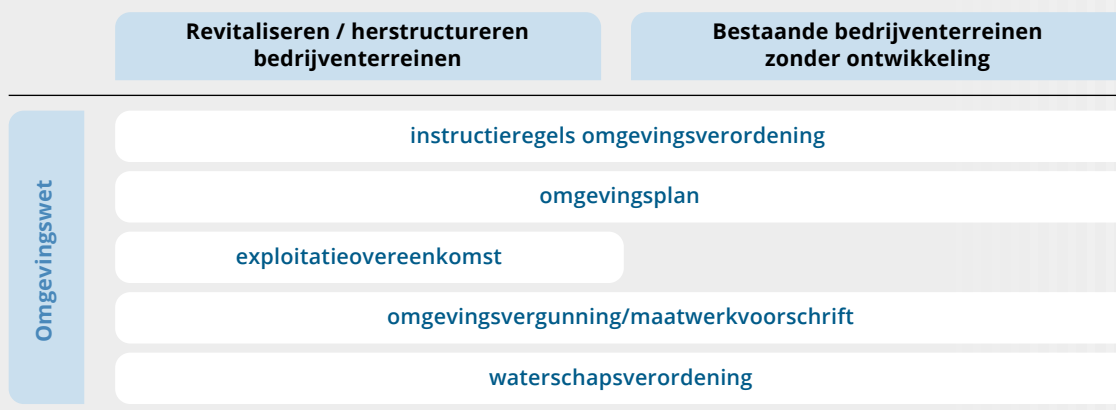 Revitaliseren / herstructureren
bedrijventerreinen
Bestaande bedrijventerreinen
zonder ontwikkeling
Omgevingswet
instructieregels omgevingsverordening
omgevingsplan
exploitatieovereenkomst
omgevingsvergunning/maatwerkvoorschrift
waterschapsverordening